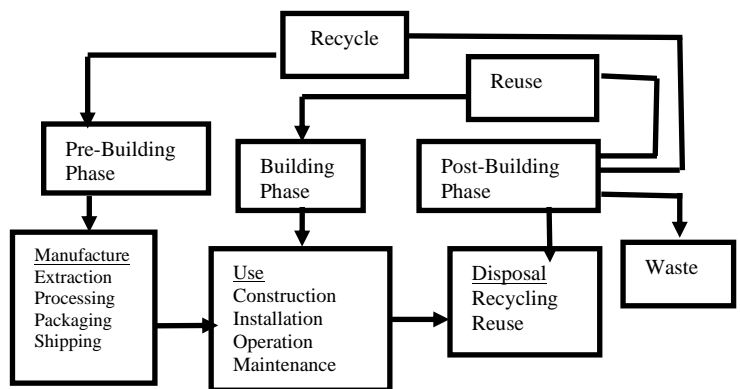 Recycle
Reuse
Pre-Building
Phase
Building
Phase
Post-Building
Phase
Manufacture
Extraction
Processing
Packaging
Shipping
Use
Construction
Installation
Operation
Maintenance
Disposal
Recycling
Reuse
Waste